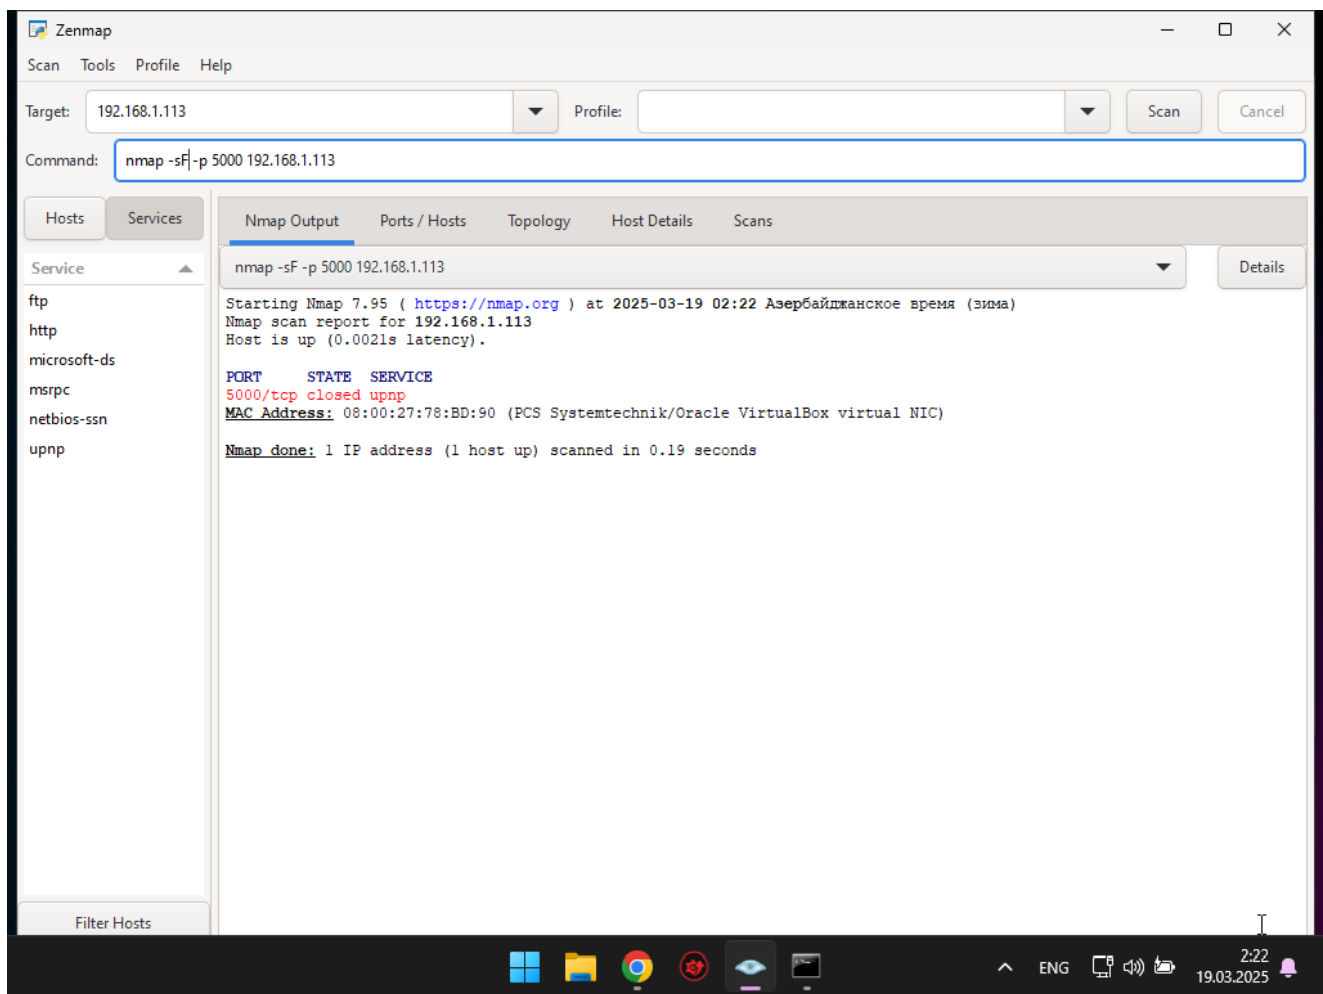 Zenmap
Scan Tools Profile Help
Target: 192.168.1.113 Profile: Scan Cancel
Command: nmap -sF -p 5000 192.168.1.113
Hosts Services
Nmap Output Ports / Hosts Topology Host Details Scans
Service
nmap -sF -p 5000 192.168.1.113 Details
ftp
http
microsoft-ds
msrpc
netbios-ssn
upnp
Starting Nmap 7.95 ( https://nmap.org ) at 2025-03-19 02:22 Азербайджанское время (зима)
Nmap scan report for 192.168.1.113
Host is up (0.0021s latency).
PORT STATE SERVICE
5000/tcp closed upnp
MAC Address: 08:00:27:78:BD:90 (PCS Systemtechnik/Oracle VirtualBox virtual NIC)
Nmap done: 1 IP address (1 host up) scanned in 0.19 seconds
Filter Hosts
ENG
2:22
19.03.2025